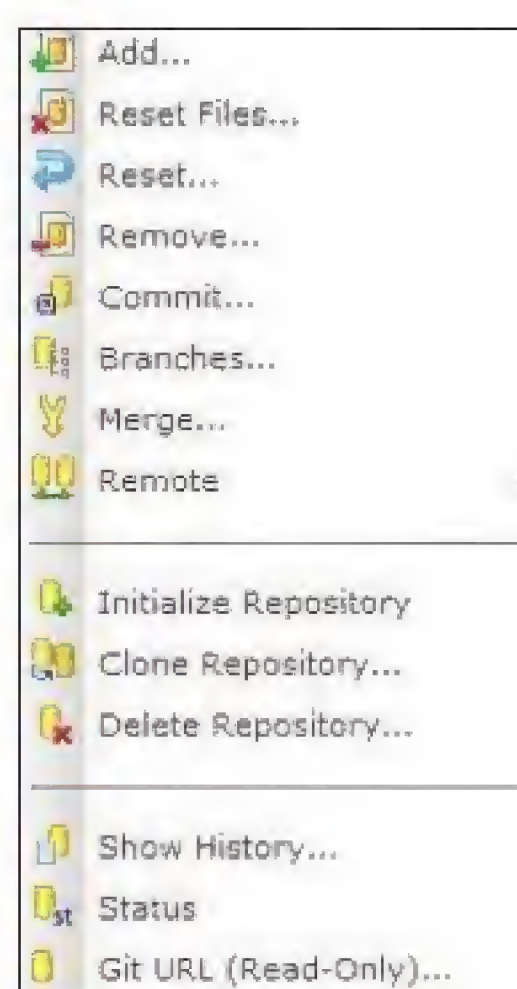 Add...
Reset Files...
Reset...
Remove...
Commit...
Branches...
Merge...
Remote
Initialize Repository
Clone Repository...
Delete Repository...
Show History...
Status
Git URL (Read-Only)...